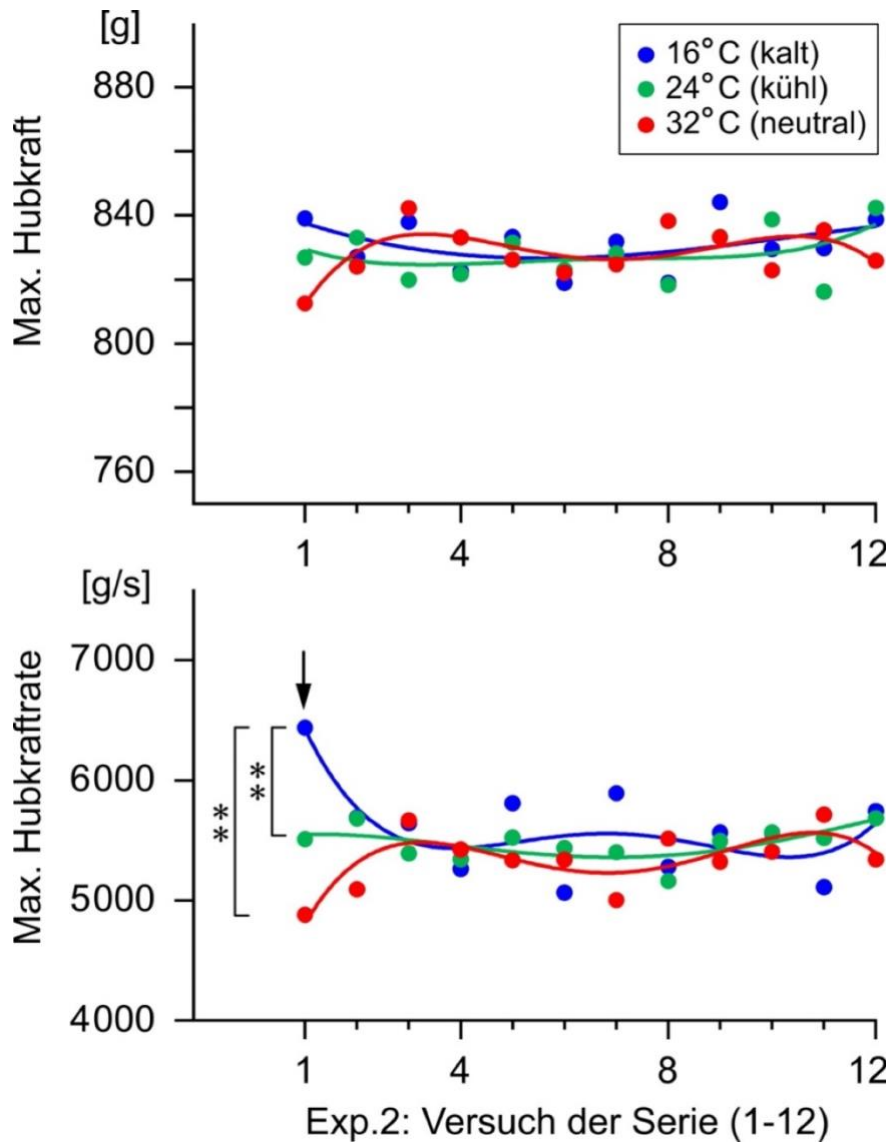 [g]
16°C (kalt)
24°C (kühl)
32°C (neutral)
Max. Hubkraft
880
840
800
760
1 4 8 12
[g/s]
Max. Hubkraftrate
7000
6000
5000
4000
**
**
1 4 8 12
Exp.2: Versuch der Serie (1-12)